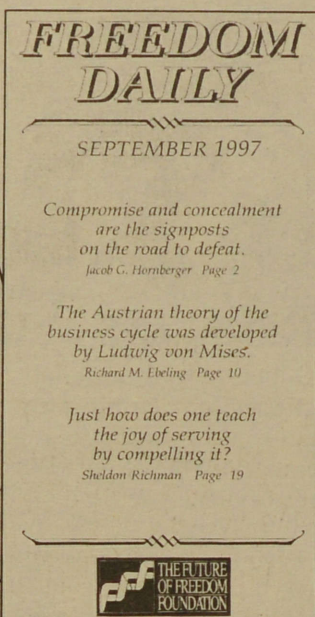 FREEDOM
DAILY
SEPTEMBER 1997
Compromise and concealment
are the signposts
on the road to defeat.
Jacob G. Hornberger Page 2
The Austrian theory of the
business cycle was developed
by Ludwig von Mises.
Richard M. Ebeling Page 10
Just how does one teach
the joy of serving
by compelling it?
Sheldon Richman Page 19
fff THE FUTURE
OF FREEDOM
FOUNDATION